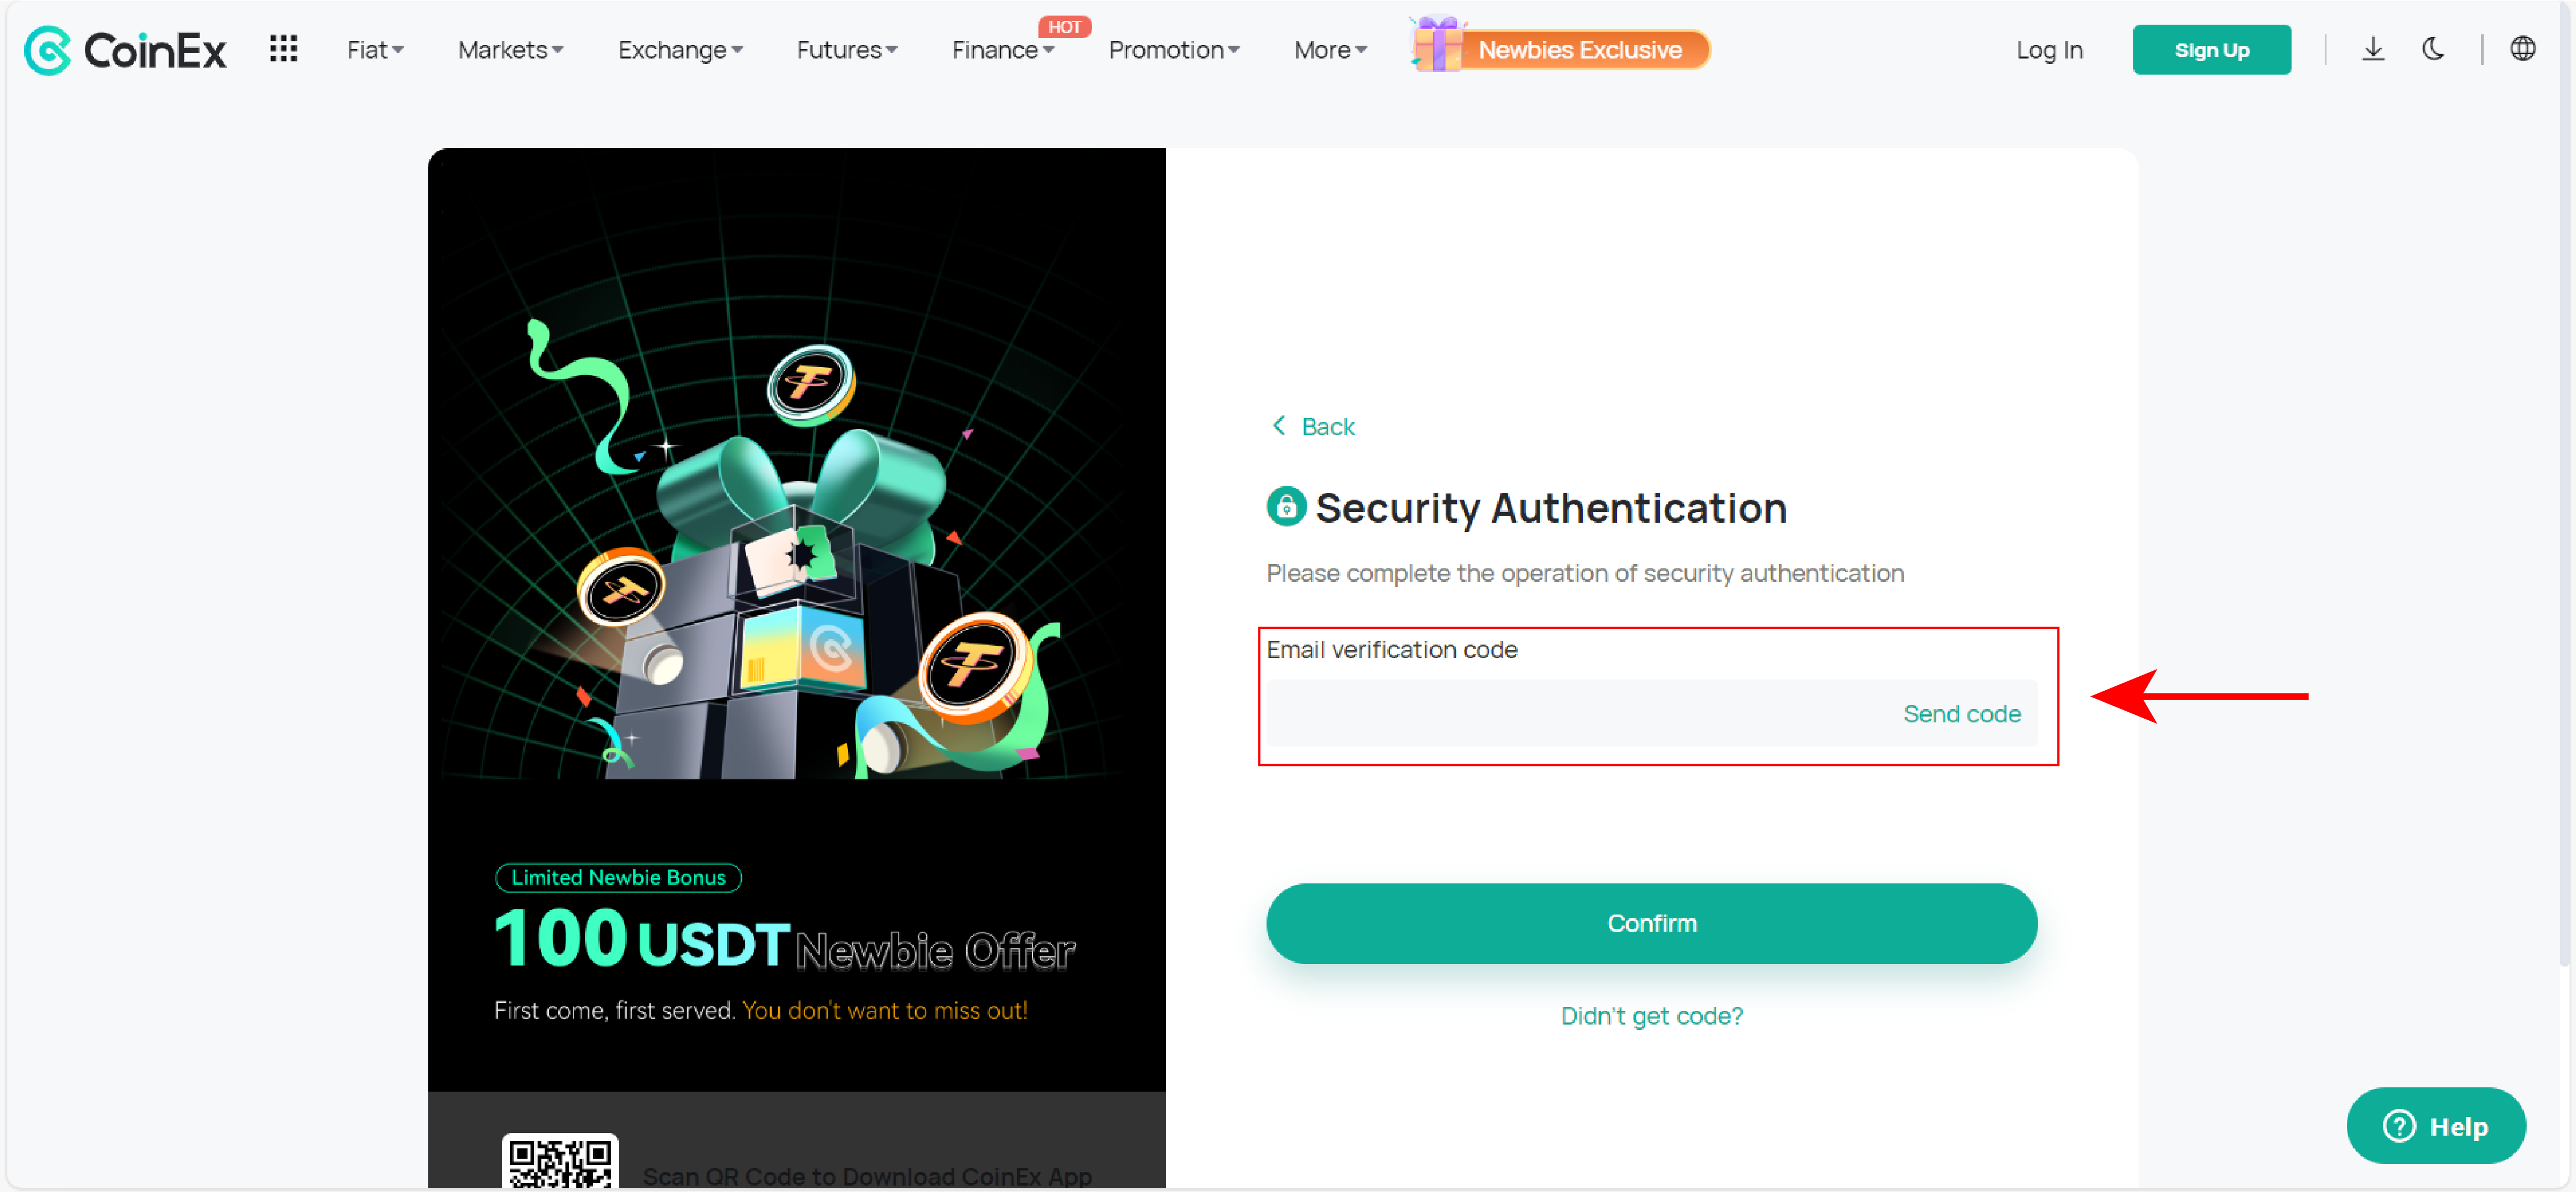 CoinEx
Fiat
Markets
Exchange
Futures
Finance
HOT
Promotion
More
Newbies Exclusive
Log In
Sign Up
Limited Newbie Bonus
100 USDT Newbie Offer
First come, first served. You don't want to miss out!
Scan QR Code to Download CoinEx App
Back
Security Authentication
Please complete the operation of security authentication
Email verification code
Send code
Confirm
Didn't get code?
Help